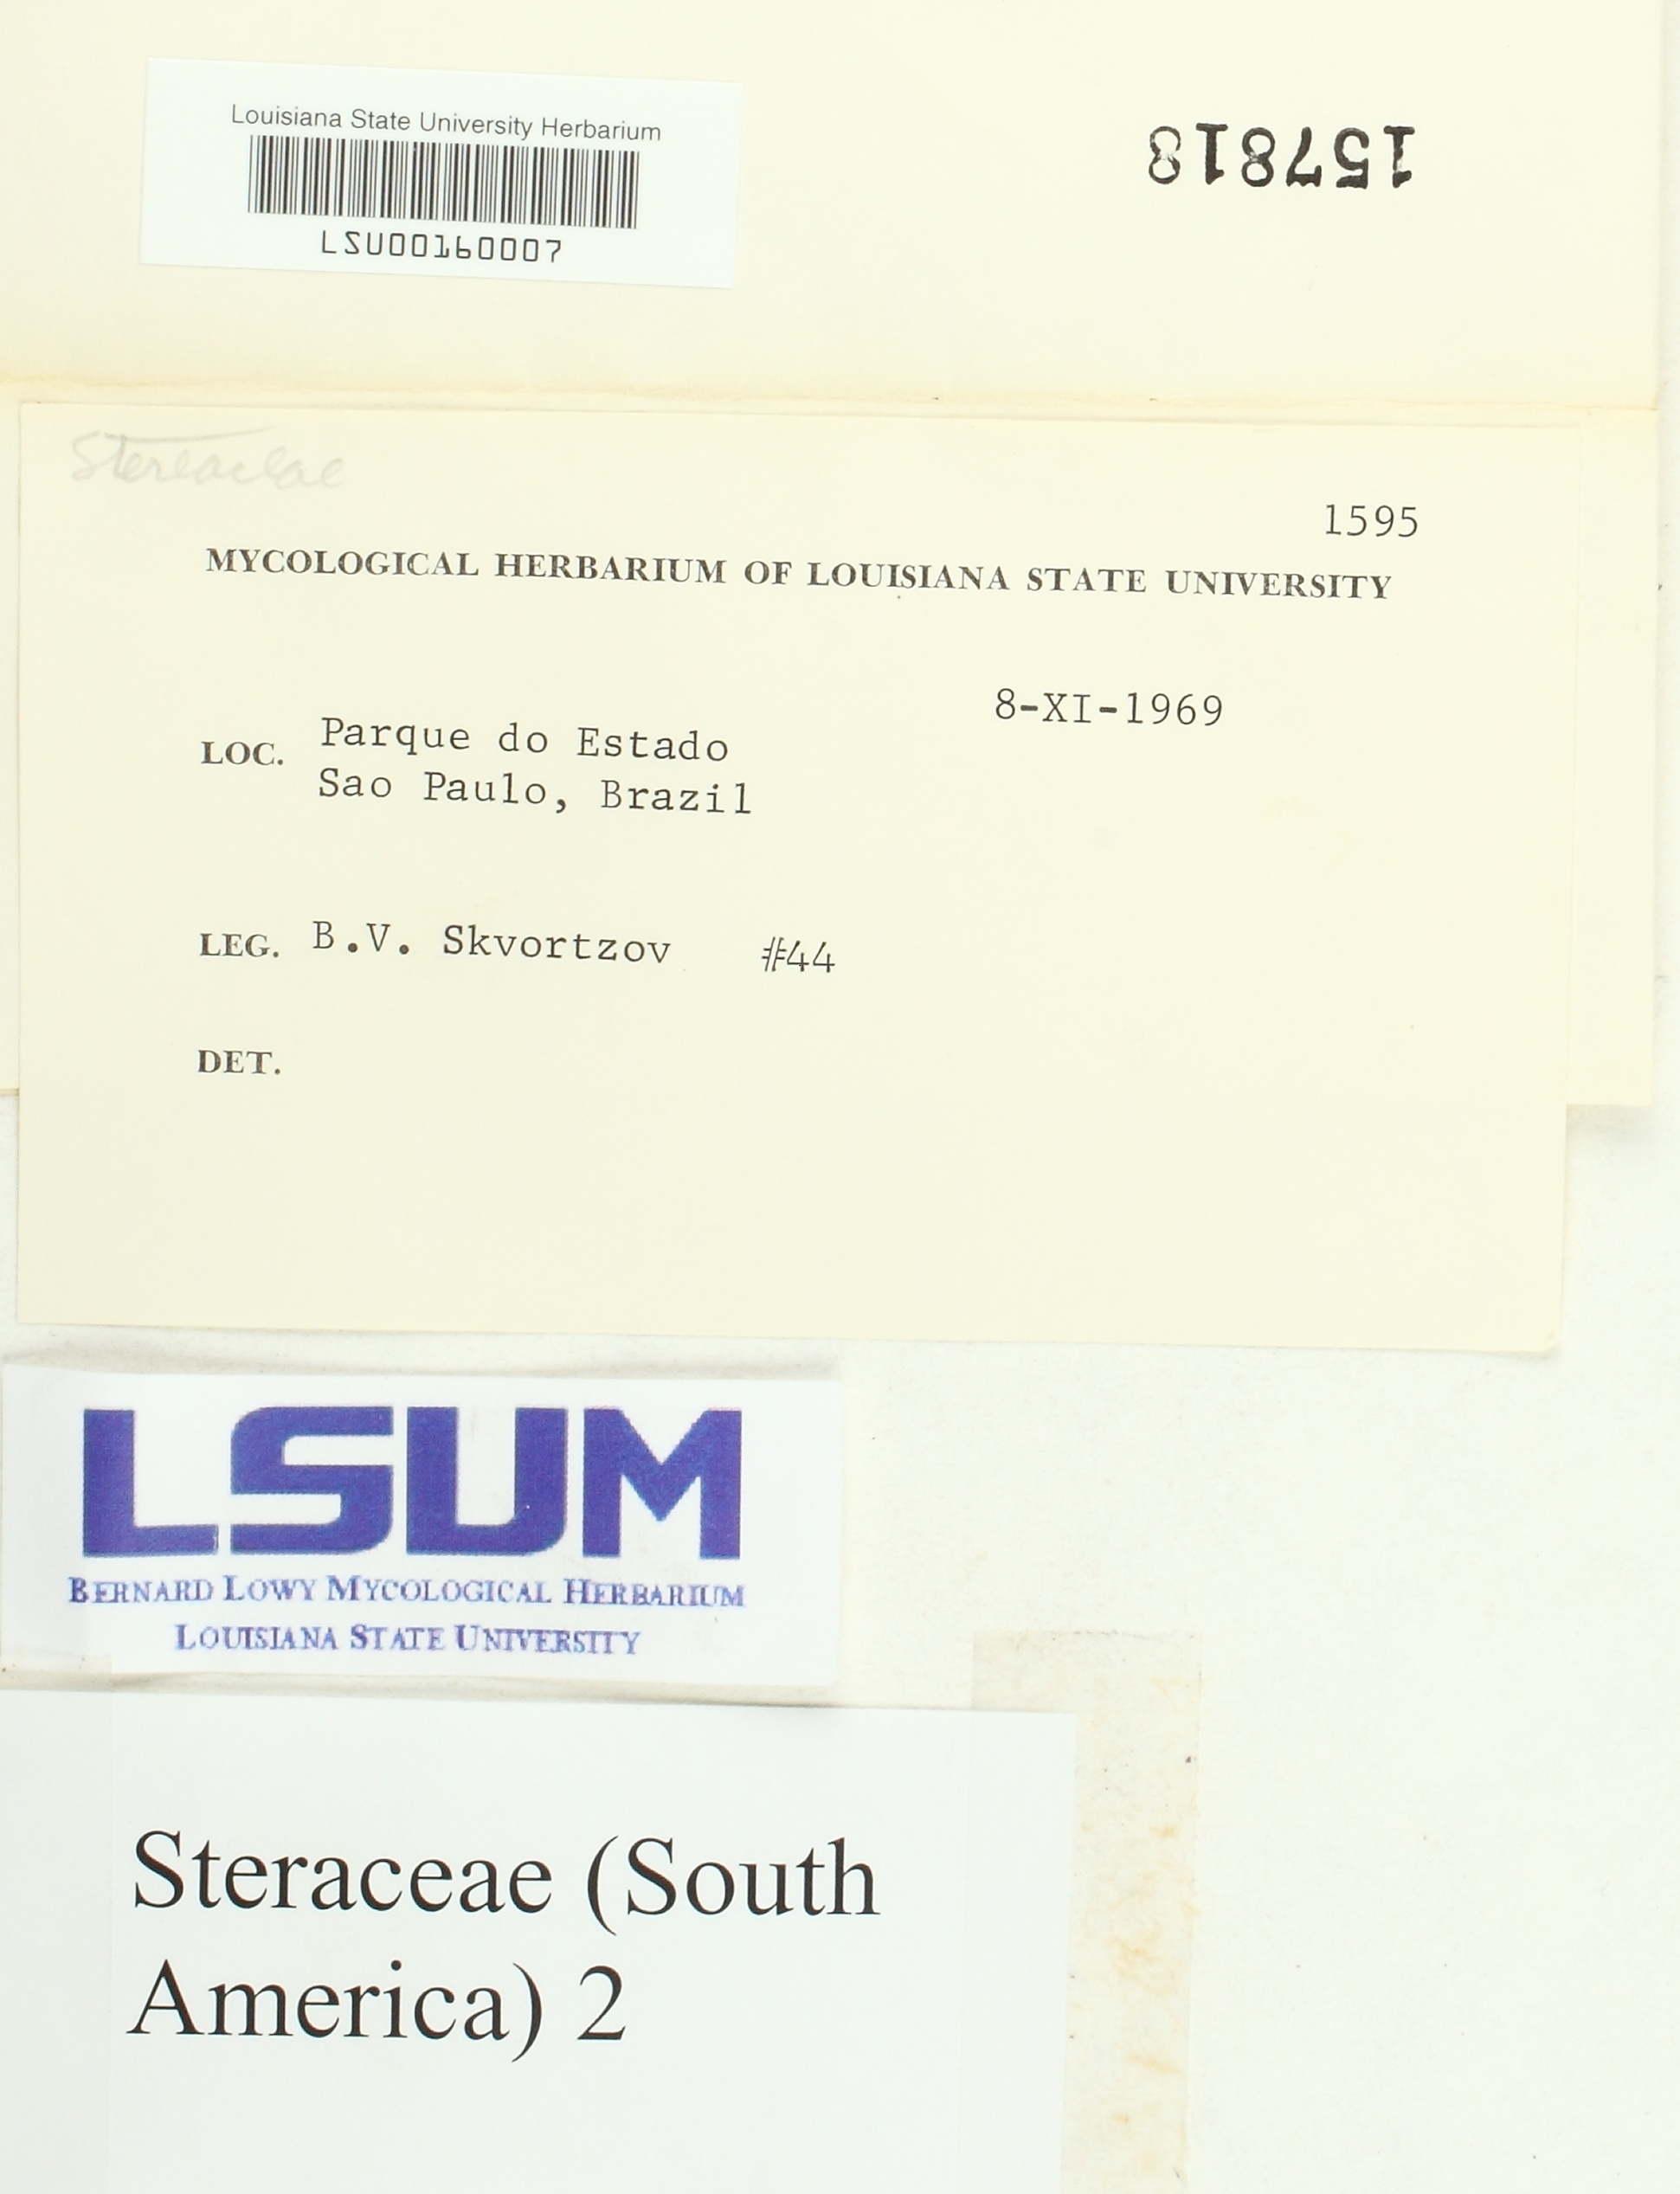 Louisiana State University Herbarium
LSU00160007
157818
Stereaceae
1595
MYCOLOGICAL HERBARIUM OF LOUISIANA STATE UNIVERSITY
8-XI-1969
LOC. Parque do Estado
Sao Paulo, Brazil
LEG. B.V. Skvortzov #44
DET.
LSUM
BERNARD LOWY MYCOLOGICAL HERBARIUM
LOUISIANA STATE UNIVERSITY
Steraceae (South
America) 2